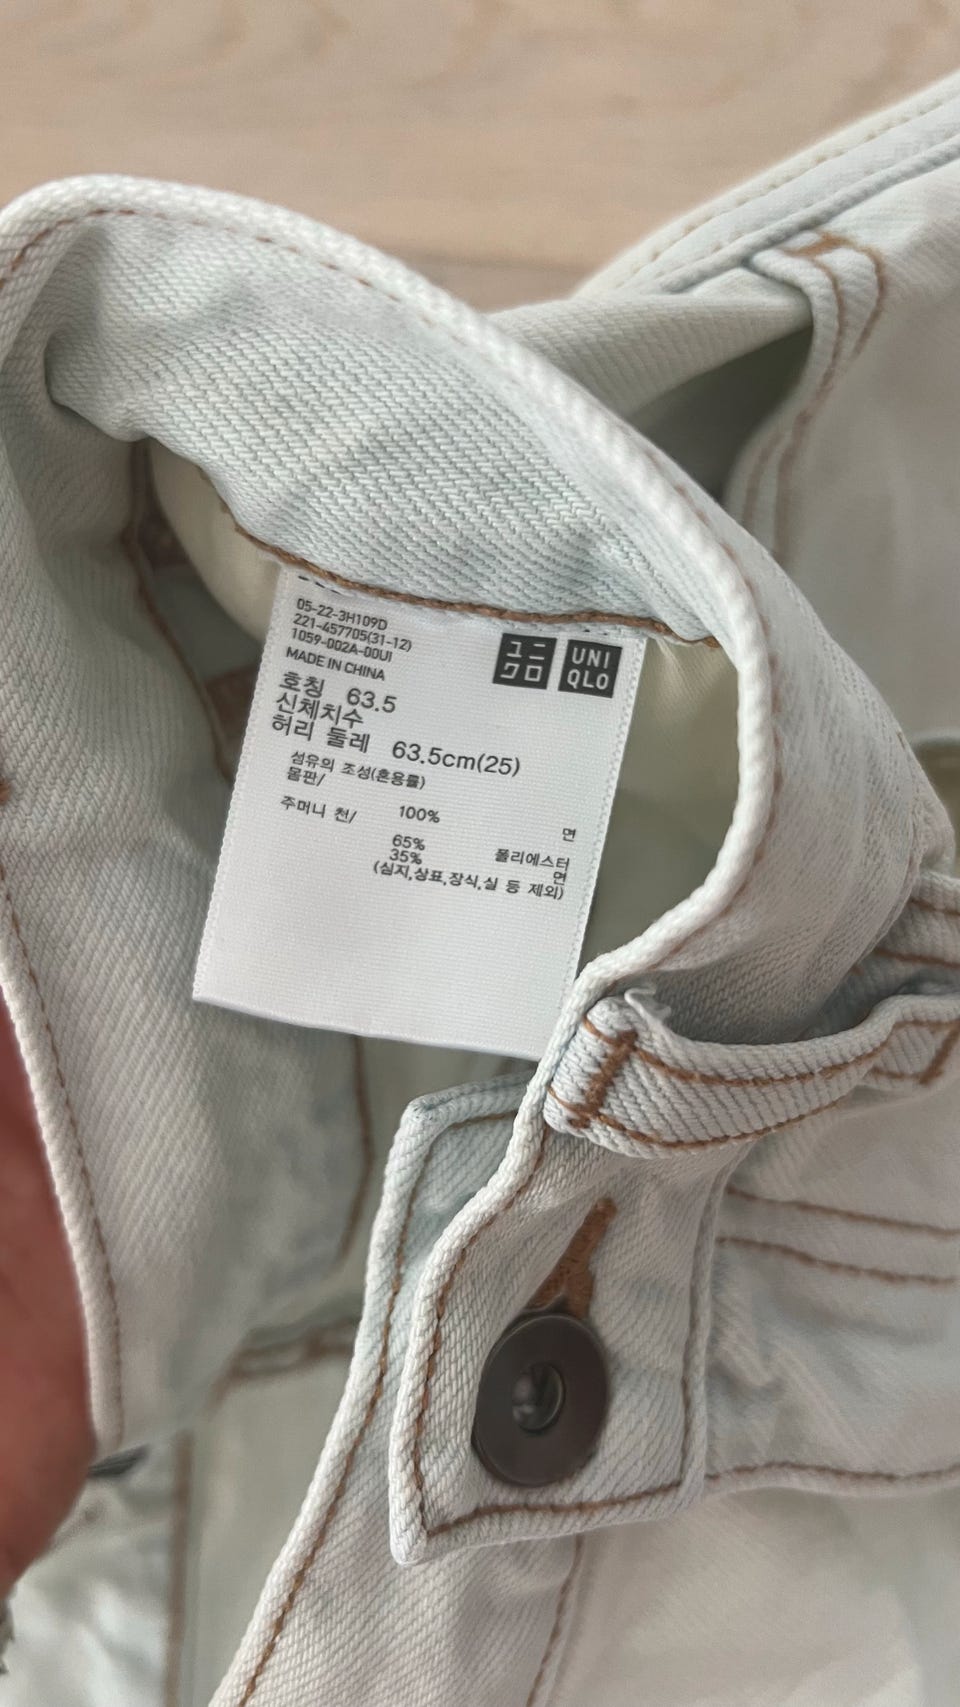 05-22-3H109D
221-457705(31-12)
1059-002A-00UI
MADE IN CHINA
ユニ
クロ
UNI
QLO
호칭 63.5
신체치수
허리 둘레 63.5cm(25)
섬유의 조성(혼용률)
몸판/
100% 면
주머니 천/
65% 폴리에스터
35% 면
(심지,상표,장식,실 등 제외)